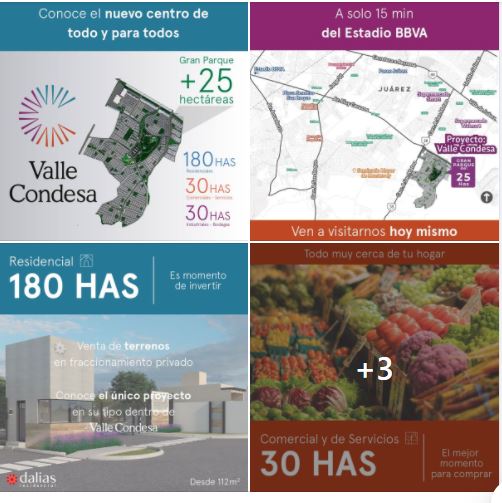 Conoce el nuevo centro de
todo y para todos
Gran Parque
+25
hectáreas
Valle
Condesa
180 HAS
Residenciales
30 HAS
Comerciales - Servicios
30 HAS
Industriales - Bodegas
A solo 15 min
del Estadio BBVA
JUÁREZ
Proyecto:
Valle Condesa
GRAN
PARQUE
25
Has
Ven a visitarnos hoy mismo
Residencial
180 HAS
Es momento
de invertir
Venta de terrenos
en fraccionamiento privado
Conoce el único proyecto
en su tipo dentro de
Valle Condesa
dalias
residencial
Desde 112m²
Todo muy cerca de tu hogar
+3
Comercial y de Servicios
30 HAS
El mejor
momento
para comprar